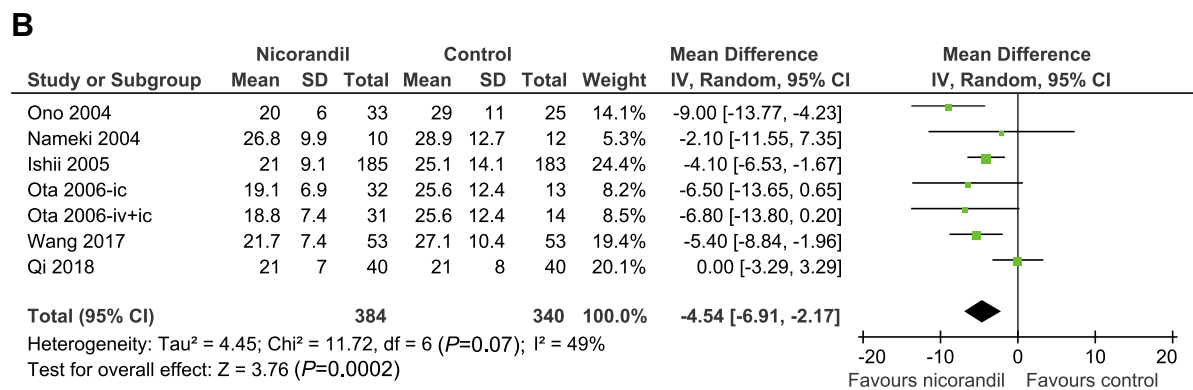 B
Nicorandil Control Mean Difference Mean Difference
Study or Subgroup Mean SD Total Mean SD Total Weight IV, Random, 95% CI IV, Random, 95% CI
Ono 2004 20 6 33 29 11 25 14.1% -9.00 [-13.77, -4.23]
Nameki 2004 26.8 9.9 10 28.9 12.7 12 5.3% -2.10 [-11.55, 7.35]
Ishii 2005 21 9.1 185 25.1 14.1 183 24.4% -4.10 [-6.53, -1.67]
Ota 2006-ic 19.1 6.9 32 25.6 12.4 13 8.2% -6.50 [-13.65, 0.65]
Ota 2006-iv+ic 18.8 7.4 31 25.6 12.4 14 8.5% -6.80 [-13.80, 0.20]
Wang 2017 21.7 7.4 53 27.1 10.4 53 19.4% -5.40 [-8.84, -1.96]
Qi 2018 21 7 40 21 8 40 20.1% 0.00 [-3.29, 3.29]
Total (95% CI) 384 340 100.0% -4.54 [-6.91, -2.17]
Heterogeneity: Tau² = 4.45; Chi² = 11.72, df = 6 (P=0.07); I² = 49%
Test for overall effect: Z = 3.76 (P=0.0002)
-20 -10 0 10 20
Favours nicorandil Favours control